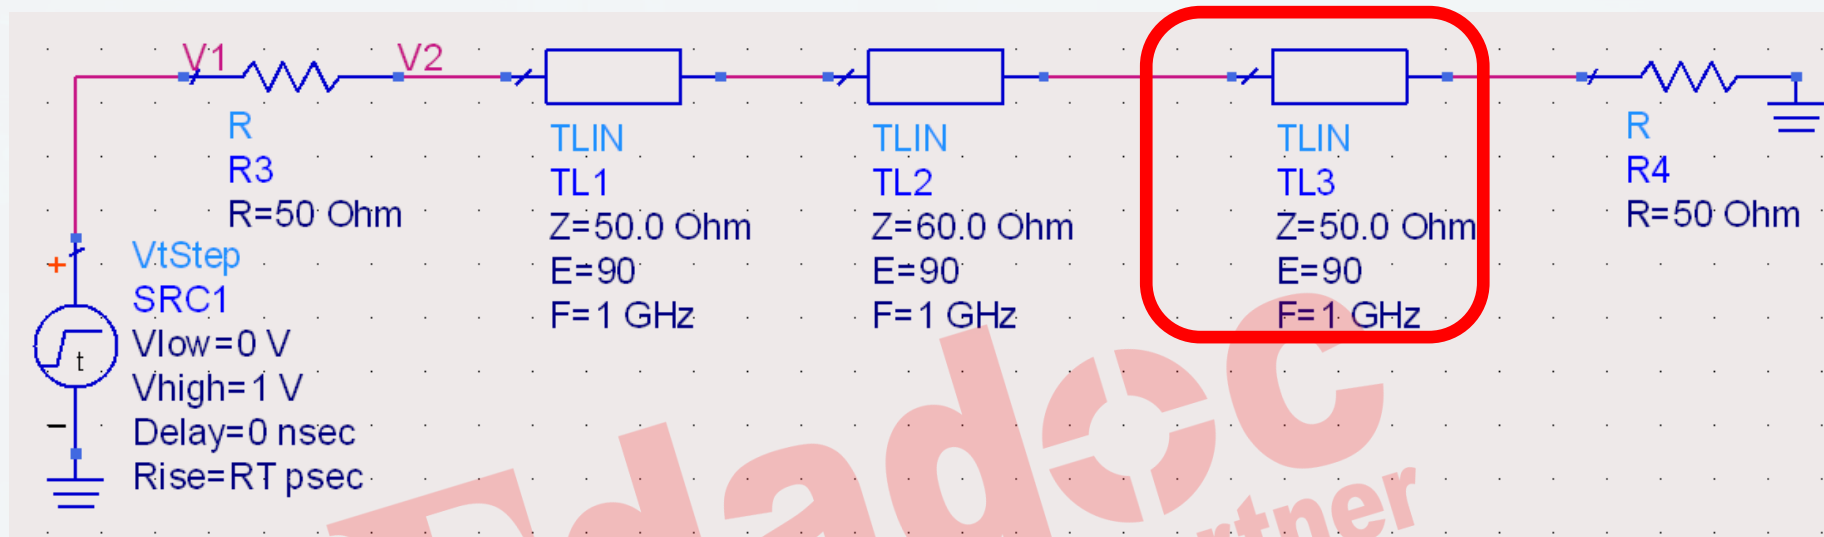 V1
V2
R
R3
R=50 Ohm
TLIN
TL1
Z=50.0 Ohm
E=90
F=1 GHz
TLIN
TL2
Z=60.0 Ohm
E=90
F=1 GHz
TLIN
TL3
Z=50.0 Ohm
E=90
F=1 GHz
R
R4
R=50 Ohm
+
t
−
VtStep
SRC1
Vlow=0 V
Vhigh=1 V
Delay=0 nsec
Rise=RT psec
Edadoc
rtner